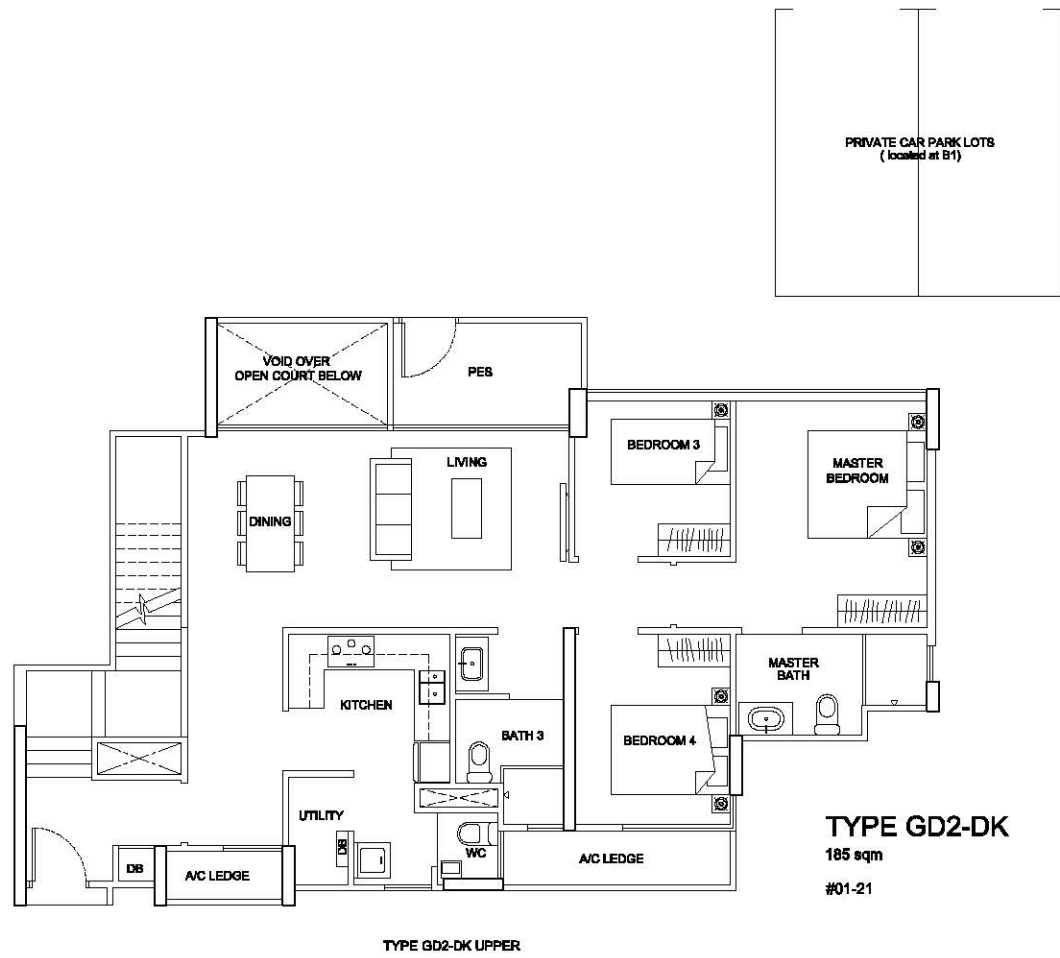 PRIVATE CAR PARK LOTS
( located at B1)
VOID OVER
OPEN COURT BELOW
PES
LIVING
DINING
BEDROOM 3
MASTER
BEDROOM
KITCHEN
MASTER
BATH
BATH 3
BEDROOM 4
UTILITY
DB
WC
DB
A/C LEDGE
A/C LEDGE
TYPE GD2-DK
185 sqm
#01-21
TYPE GD2-DK UPPER